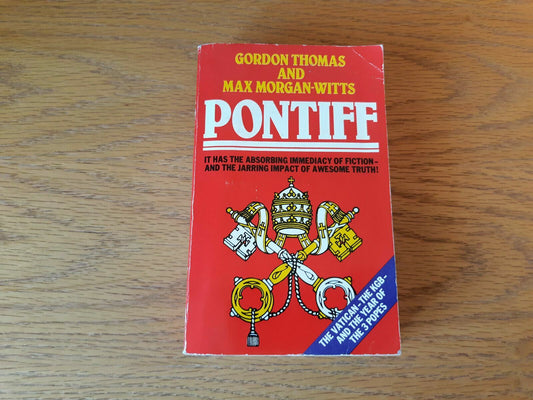 GORDON THOMAS
AND
MAX MORGAN-WITTS
PONTIFF
IT HAS THE ABSORBING IMMEDIACY OF FICTION–
AND THE JARRING IMPACT OF AWESOME TRUTH!
THE VATICAN–THE KGB–
AND THE YEAR OF
THE 3 POPES